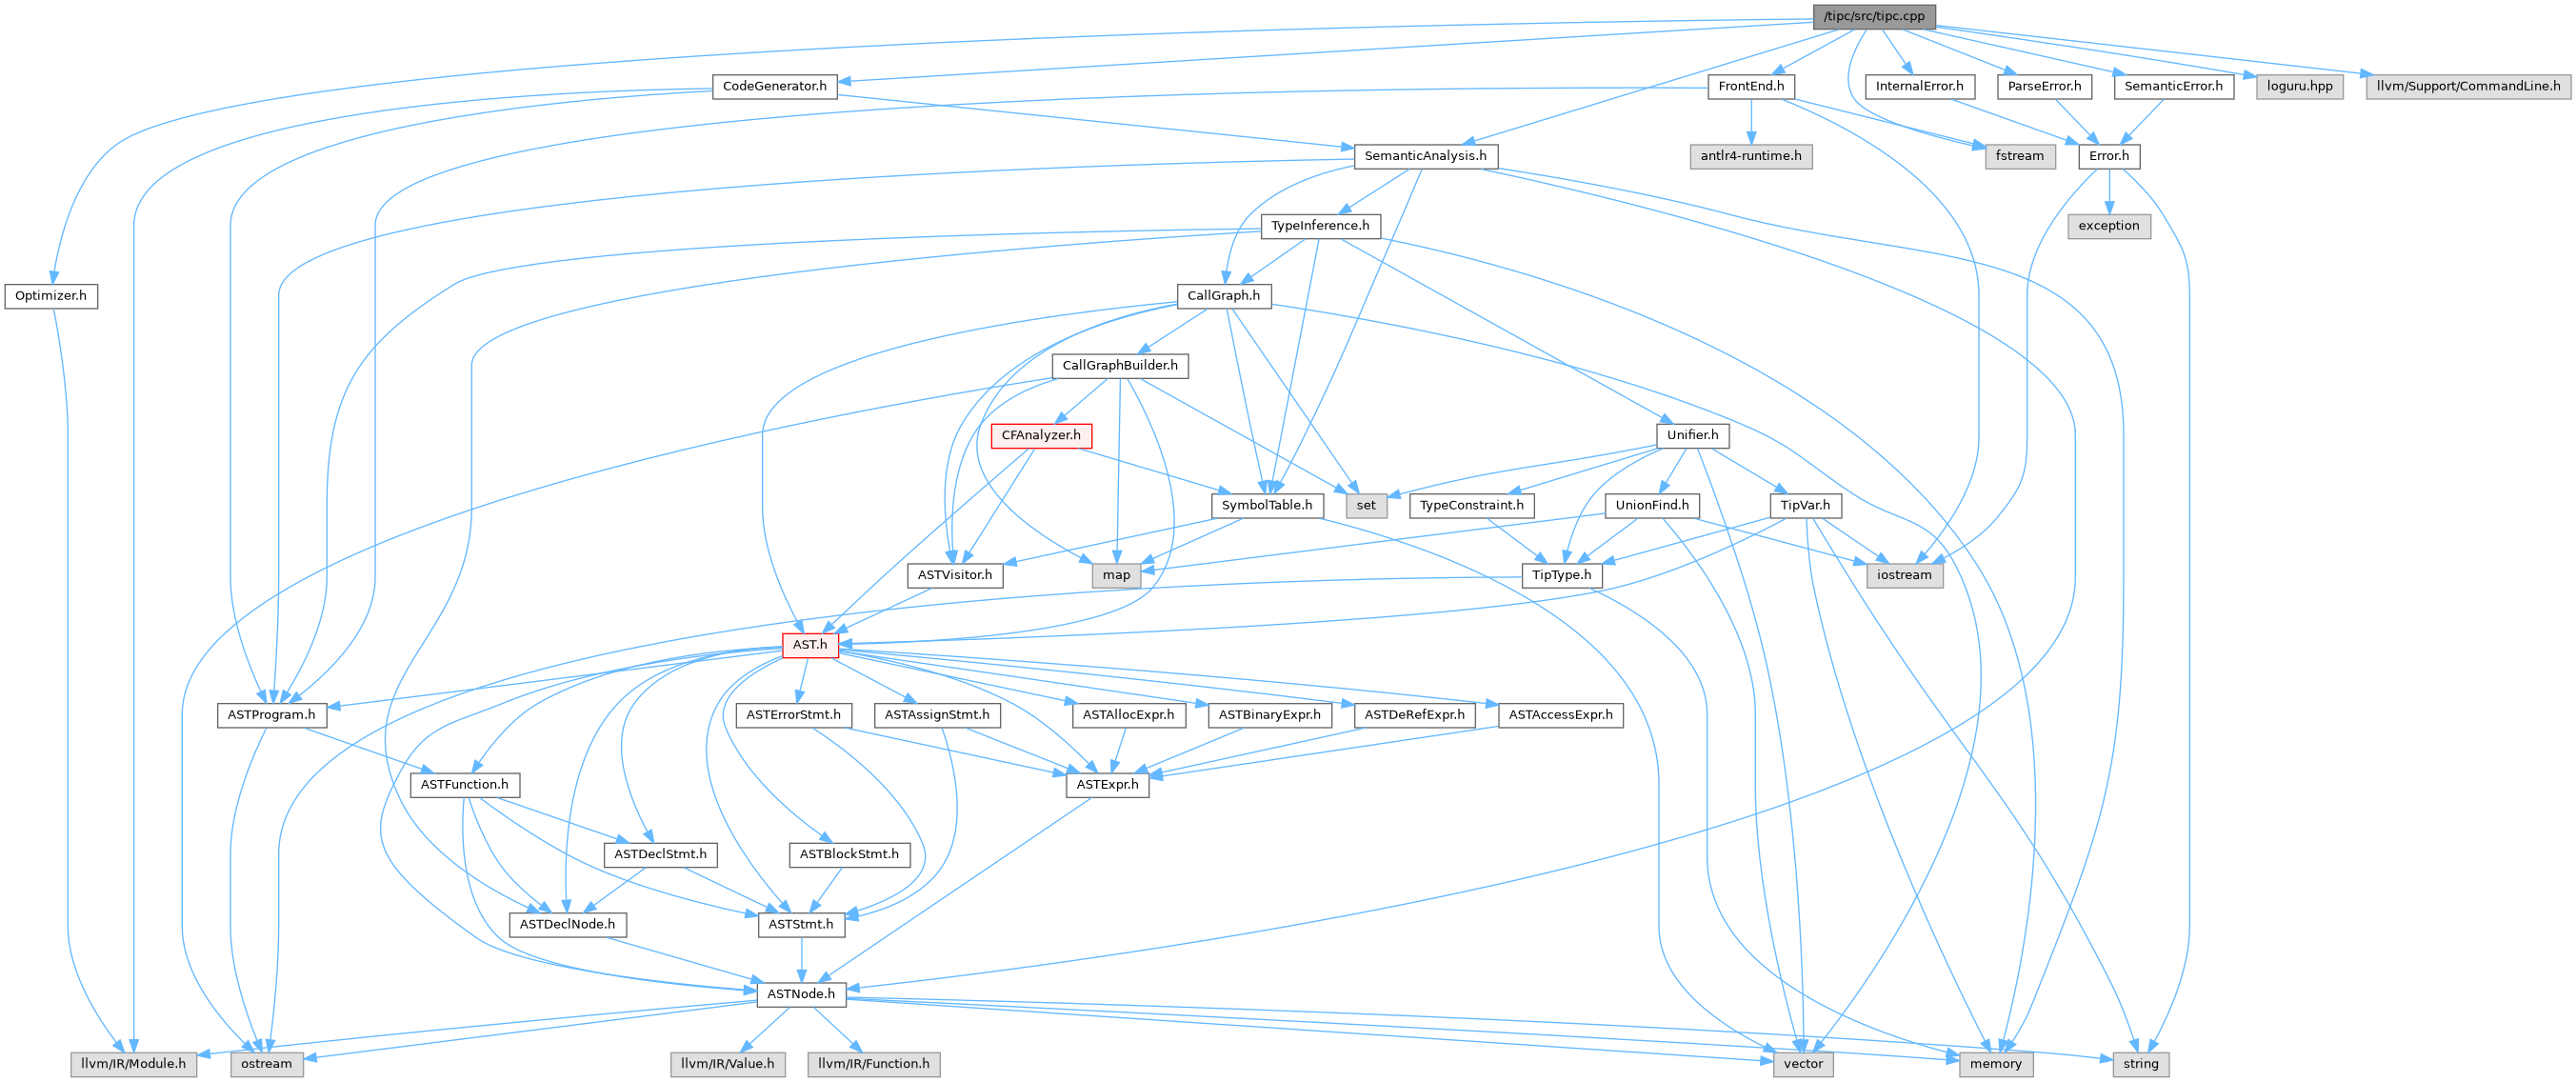 /tipc/src/tipc.cpp
CodeGenerator.h
FrontEnd.h
InternalError.h
ParseError.h
SemanticError.h
loguru.hpp
llvm/Support/CommandLine.h
SemanticAnalysis.h
antlr4-runtime.h
fstream
Error.h
TypeInference.h
exception
Optimizer.h
CallGraph.h
CallGraphBuilder.h
CFAnalyzer.h
Unifier.h
SymbolTable.h
set
TypeConstraint.h
UnionFind.h
TipVar.h
ASTVisitor.h
map
TipType.h
iostream
AST.h
ASTProgram.h
ASTErrorStmt.h
ASTAssignStmt.h
ASTAllocExpr.h
ASTBinaryExpr.h
ASTDeRefExpr.h
ASTAccessExpr.h
ASTFunction.h
ASTExpr.h
ASTDeclStmt.h
ASTBlockStmt.h
ASTDeclNode.h
ASTStmt.h
ASTNode.h
llvm/IR/Module.h
ostream
llvm/IR/Value.h
llvm/IR/Function.h
vector
memory
string